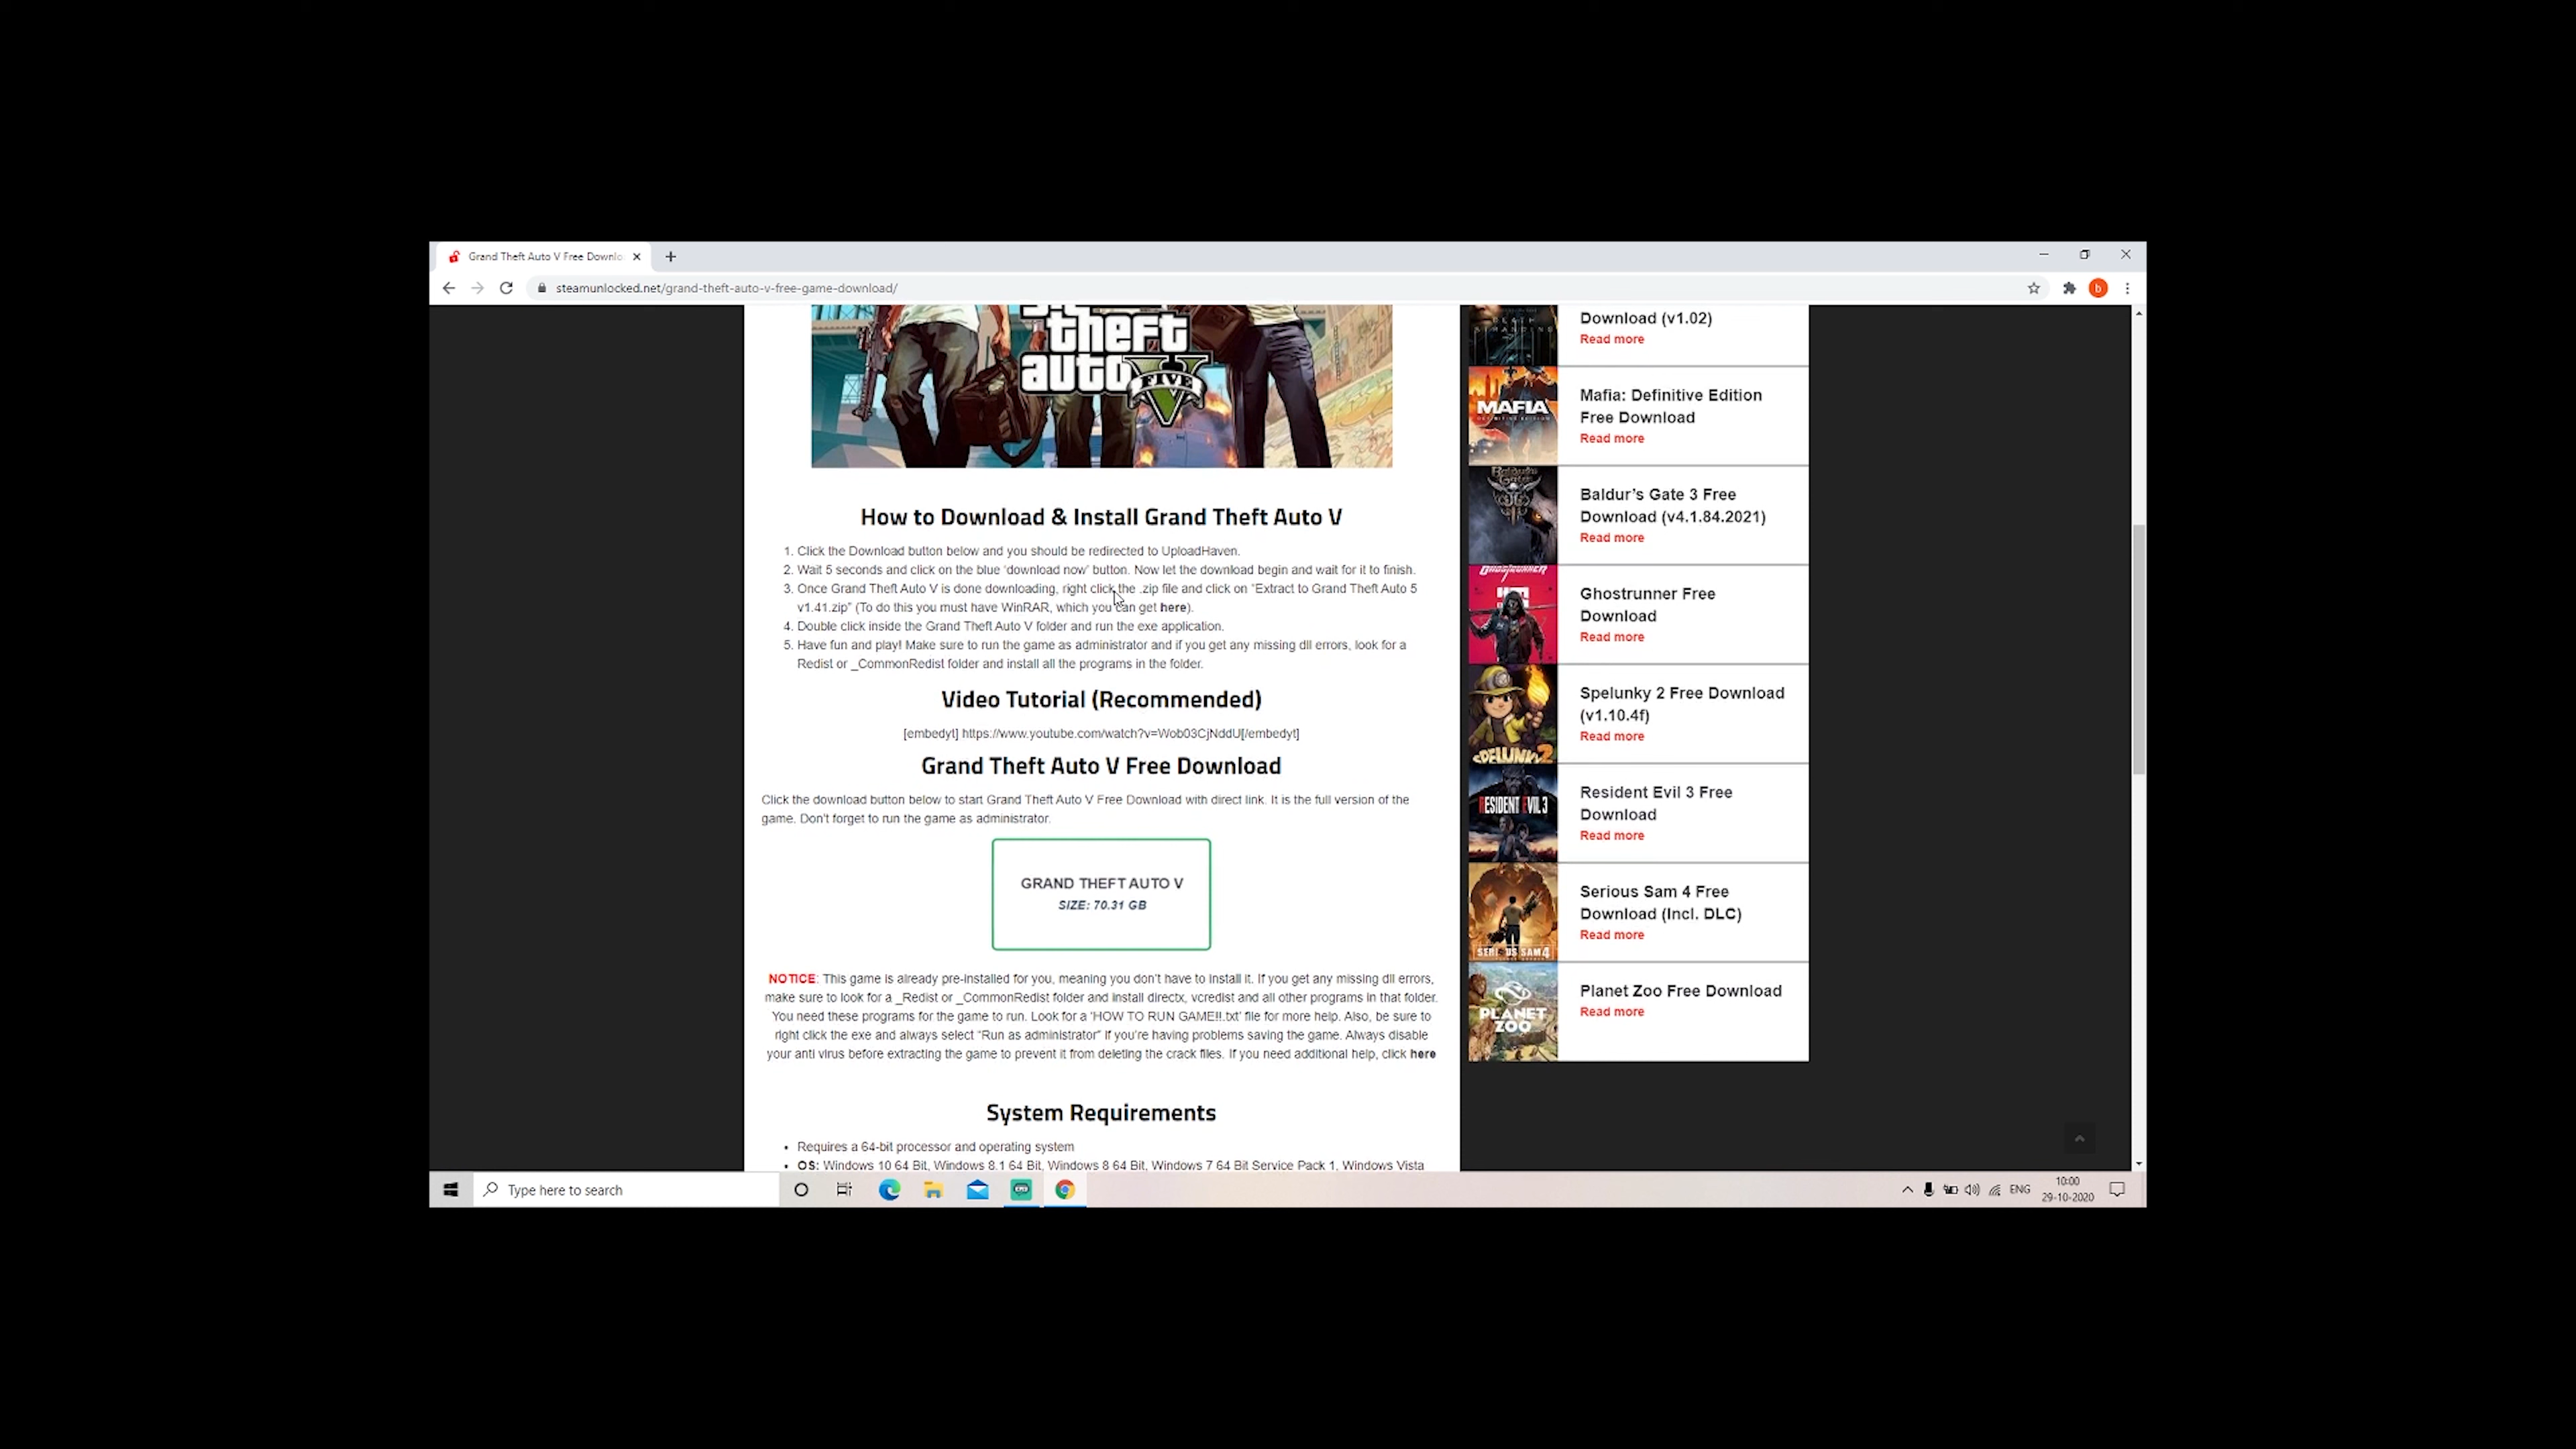 Grand Theft Auto V Free Downlo
steamunlocked.net/grand-theft-auto-v-free-game-download/
b
theft
auto
FIVE
How to Download & Install Grand Theft Auto V
1. Click the Download button below and you should be redirected to UploadHaven.
2. Wait 5 seconds and click on the blue ‘download now’ button. Now let the download begin and wait for it to finish.
3. Once Grand Theft Auto V is done downloading, right click the .zip file and click on “Extract to Grand Theft Auto 5
v1.41.zip” (To do this you must have WinRAR, which you can get here).
4. Double click inside the Grand Theft Auto V folder and run the exe application.
5. Have fun and play! Make sure to run the game as administrator and if you get any missing dll errors, look for a
Redist or _CommonRedist folder and install all the programs in the folder.
Video Tutorial (Recommended)
[embedyt] https://www.youtube.com/watch?v=Wob03CjNddU[/embedyt]
Grand Theft Auto V Free Download
Click the download button below to start Grand Theft Auto V Free Download with direct link. It is the full version of the
game. Don’t forget to run the game as administrator.
GRAND THEFT AUTO V
SIZE: 70.31 GB
NOTICE: This game is already pre-installed for you, meaning you don’t have to install it. If you get any missing dll errors,
make sure to look for a _Redist or _CommonRedist folder and install directx, vcredist and all other programs in that folder.
You need these programs for the game to run. Look for a ‘HOW TO RUN GAME!!.txt’ file for more help. Also, be sure to
right click the exe and always select “Run as administrator” if you’re having problems saving the game. Always disable
your anti virus before extracting the game to prevent it from deleting the crack files. If you need additional help, click here
System Requirements
• Requires a 64-bit processor and operating system
• OS: Windows 10 64 Bit, Windows 8.1 64 Bit, Windows 8 64 Bit, Windows 7 64 Bit Service Pack 1, Windows Vista
DEATH
STRANDING
Download (v1.02)
Read more
MAFIA
DEFINITIVE EDITION
Mafia: Definitive Edition
Free Download
Read more
Baldur's Gate
Baldur’s Gate 3 Free
Download (v4.1.84.2021)
Read more
GHOSTRUNNER
Ghostrunner Free
Download
Read more
SPELUNKY 2
Spelunky 2 Free Download
(v1.10.4f)
Read more
RESIDENT EVIL 3
Resident Evil 3 Free
Download
Read more
SERIOUS SAM 4
Serious Sam 4 Free
Download (Incl. DLC)
Read more
PLANET
ZOO
Planet Zoo Free Download
Read more
Type here to search
ENG
10:00
29-10-2020